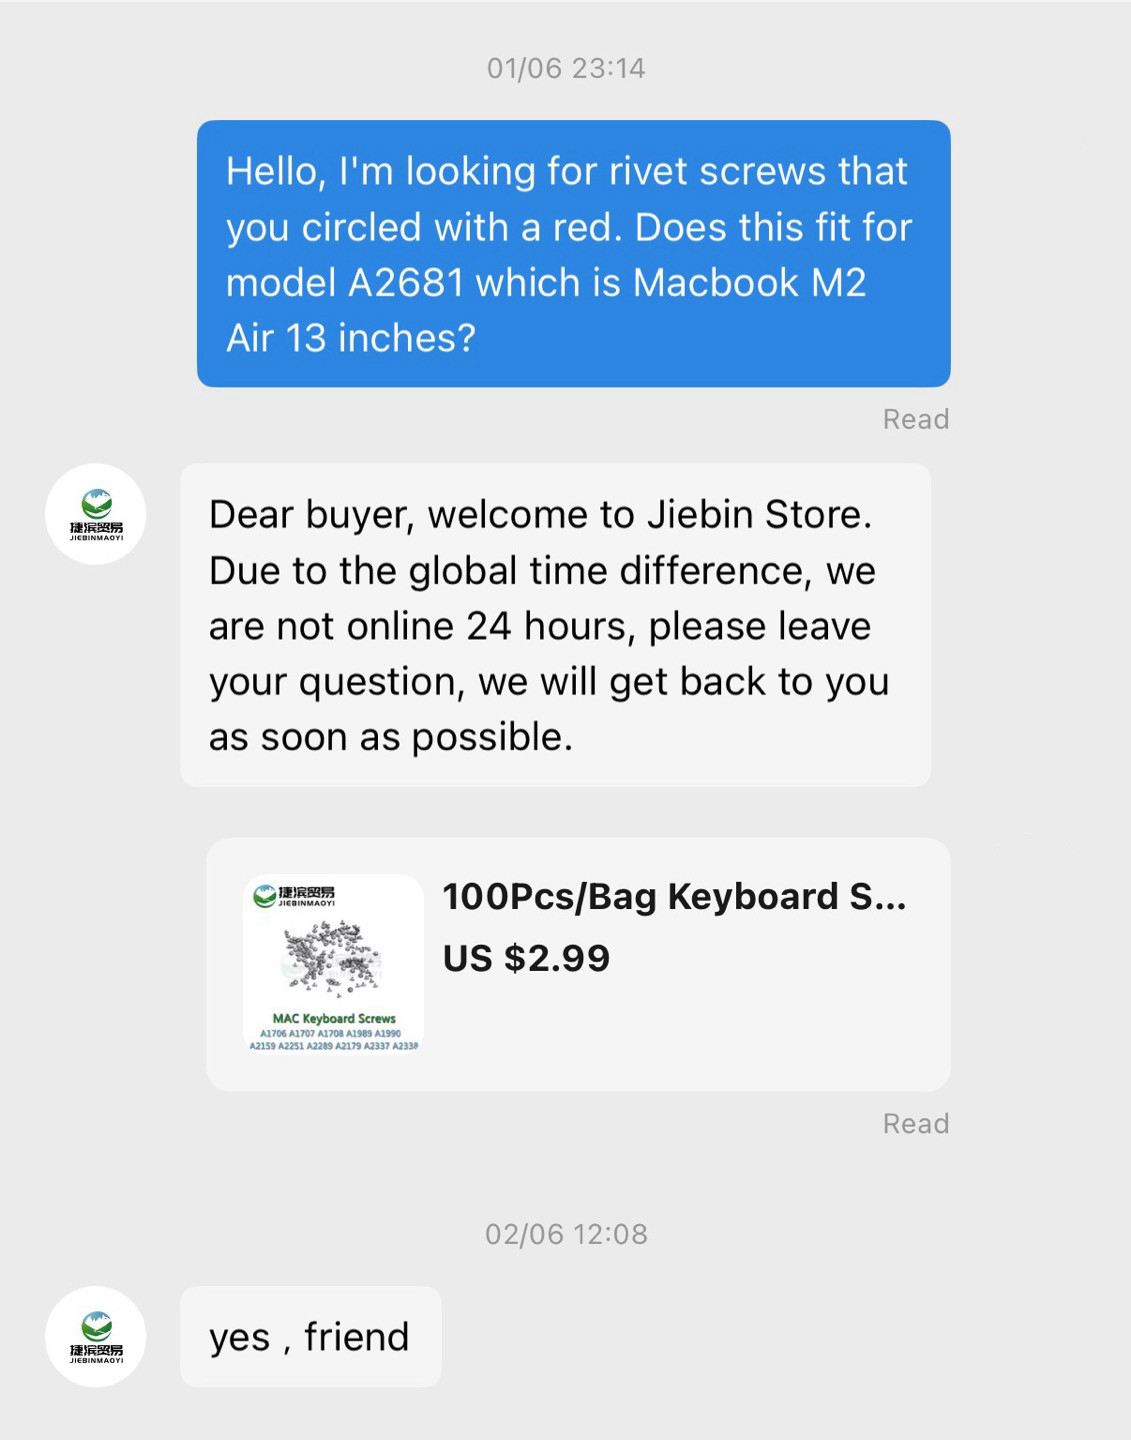 01/06 23:14
Hello, I'm looking for rivet screws that
you circled with a red. Does this fit for
model A2681 which is Macbook M2
Air 13 inches?
Read
捷滨贸易
JIEBINMAOYI
Dear buyer, welcome to Jiebin Store.
Due to the global time difference, we
are not online 24 hours, please leave
your question, we will get back to you
as soon as possible.
捷滨贸易
JIEBINMAOYI
MAC Keyboard Screws
A1706 A1707 A1708 A1989 A1990
A2159 A2251 A2289 A2179 A2337 A2338
100Pcs/Bag Keyboard S...
US $2.99
Read
02/06 12:08
捷滨贸易
JIEBINMAOYI
yes , friend